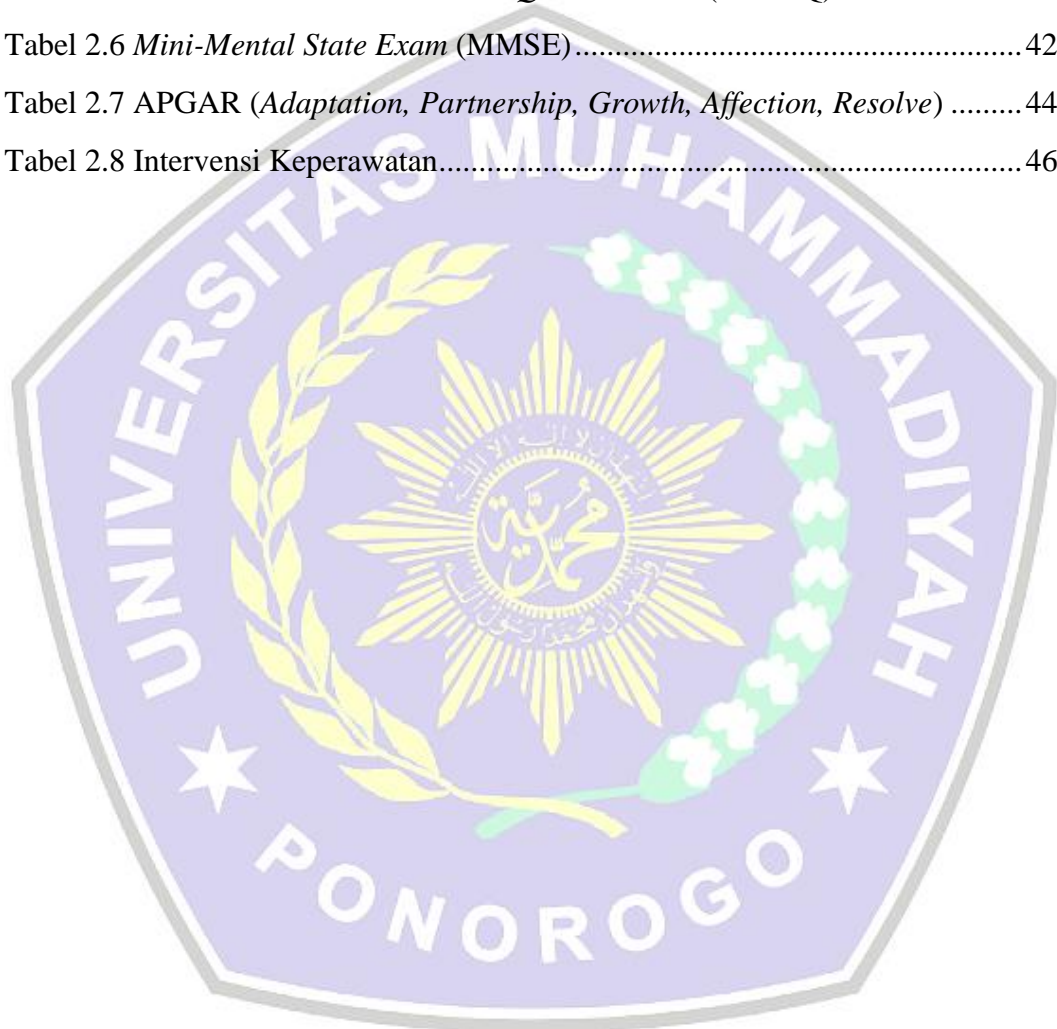 Tabel 2.6 Mini-Mental State Exam (MMSE)....................................................................42
Tabel 2.7 APGAR (Adaptation, Partnership, Growth, Affection, Resolve) .........44
Tabel 2.8 Intervensi Keperawatan.........................................................................46
UNIVERSITAS MUHAMMADIYAH
PONOROGO
محمدية